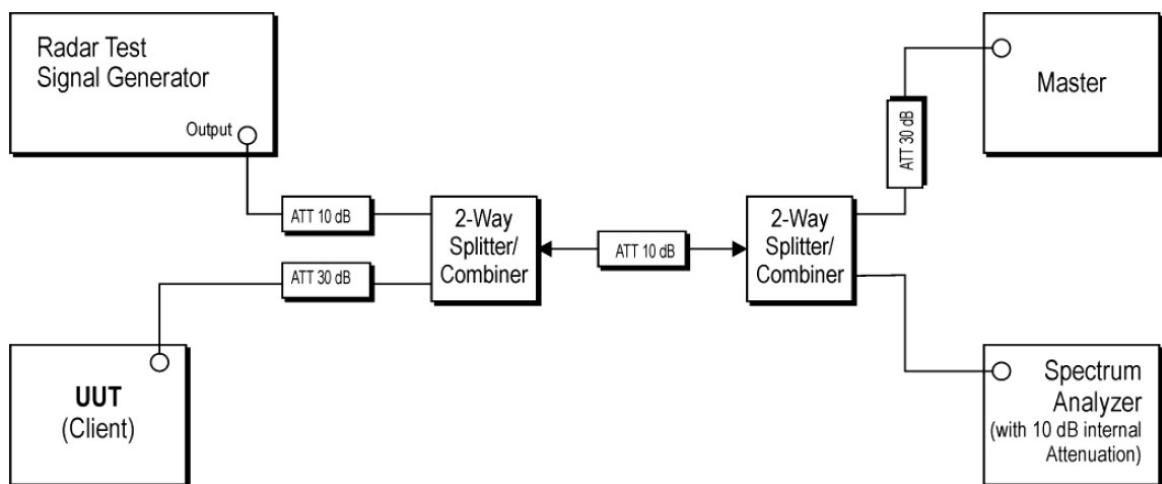 Radar Test
Signal Generator
Output
ATT 10 dB
ATT 30 dB
2-Way
Splitter/
Combiner
ATT 10 dB
2-Way
Splitter/
Combiner
ATT 30 dB
Master
UUT
(Client)
Spectrum
Analyzer
(with 10 dB internal
Attenuation)